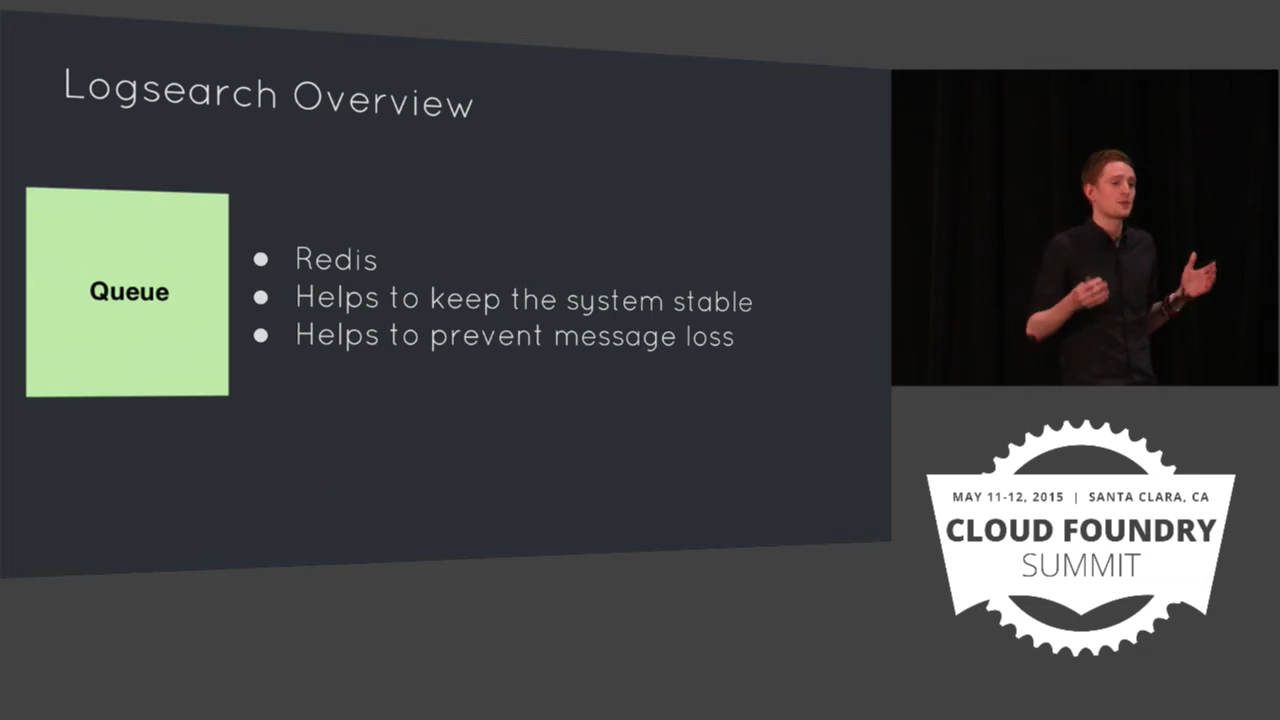 Logsearch Overview
Queue
Redis
Helps to keep the system stable
Helps to prevent message loss
MAY 11-12, 2015 | SANTA CLARA, CA
CLOUD FOUNDRY
SUMMIT